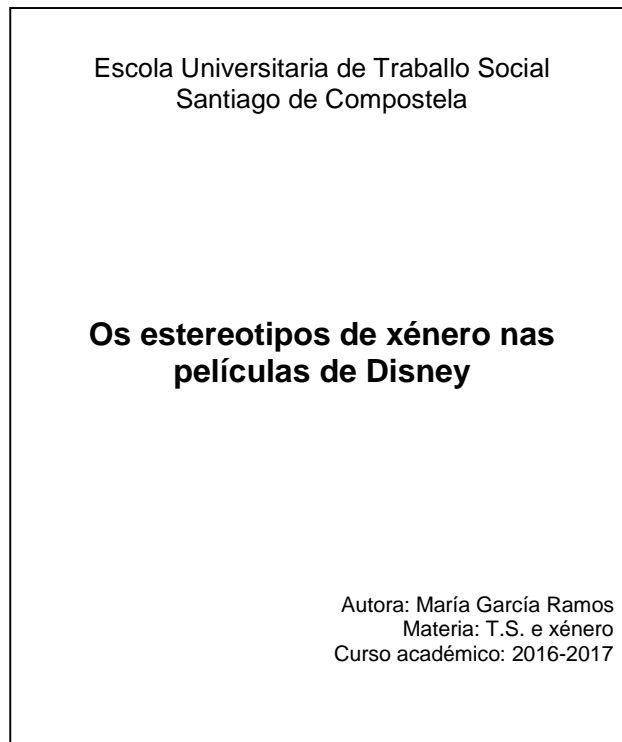 Escola Universitaria de Traballo Social
Santiago de Compostela
Os estereotipos de xénero nas
películas de Disney
Autora: María García Ramos
Materia: T.S. e xénero
Curso académico: 2016-2017